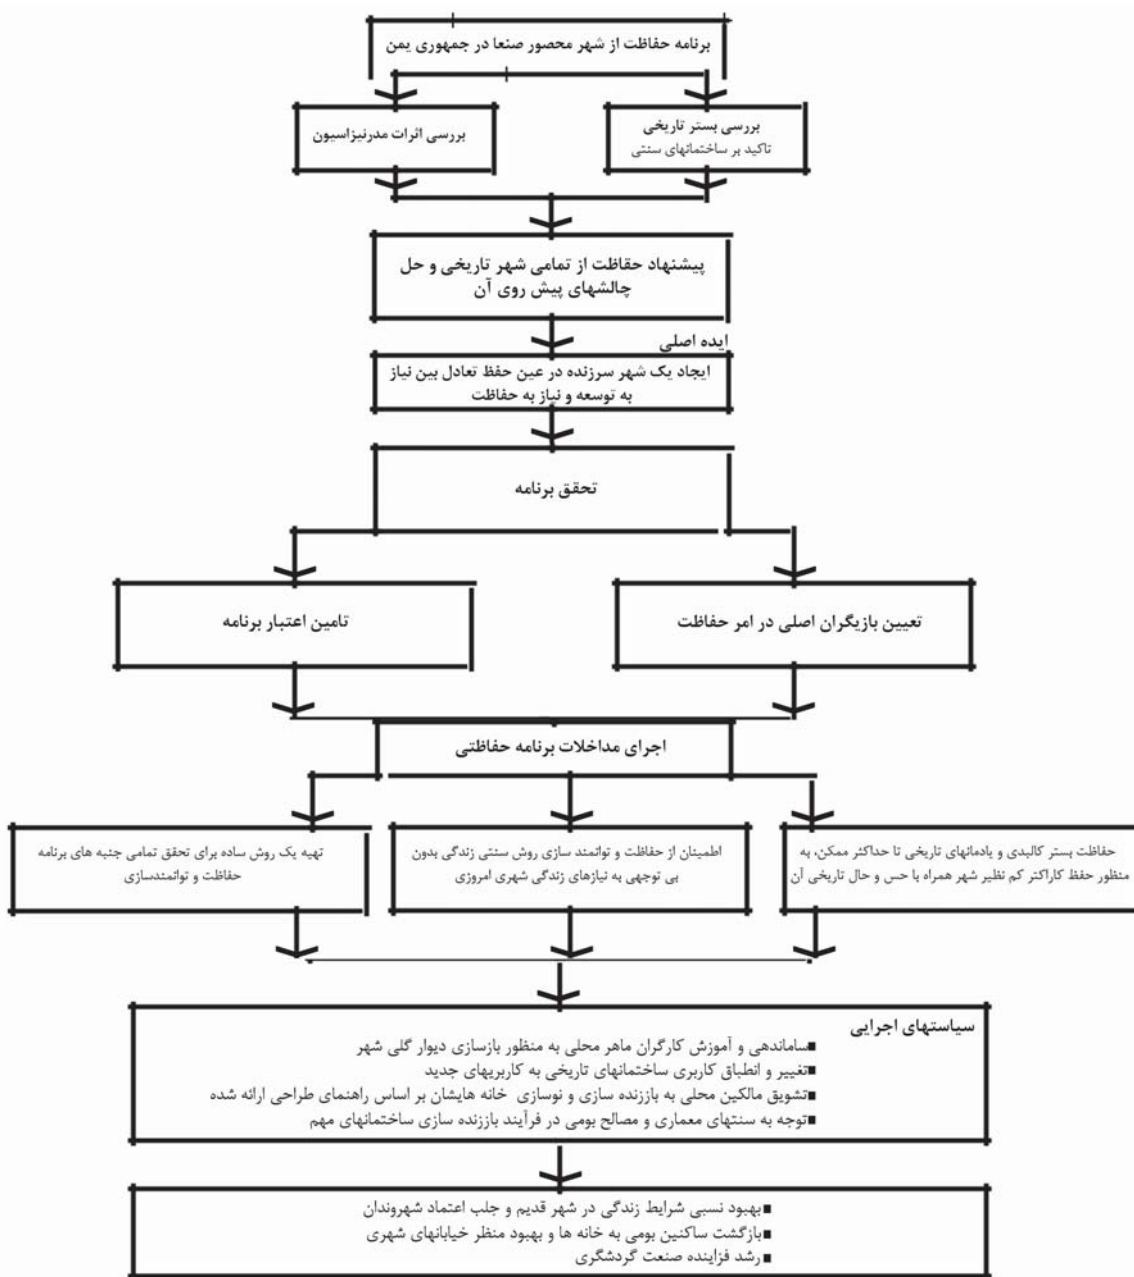 برنامه حفاظت از شهر محصور صنعا در جمهوری یمن
بررسی بستر تاریخی
تاکید بر ساختمانهای سنتی
بررسی اثرات مدرنیزاسیون
پیشنهاد حفاظت از تمامی شهر تاریخی و حل
چالشهای پیش روی آن
ایده اصلی
ایجاد یک شهر سرزنده در عین حفظ تعادل بین نیاز
به توسعه و نیاز به حفاظت
تحقق برنامه
تعیین بازیگران اصلی در امر حفاظت
تامین اعتبار برنامه
اجرای مداخلات برنامه حفاظتی
حفاظت بستر کالبدی و یادمانهای تاریخی تا حداکثر ممکن، به
منظور حفظ کاراکتر کم نظیر شهر همراه با حس و حال تاریخی آن
اطمینان از حفاظت و توانمند سازی روش سنتی زندگی بدون
بی توجهی به نیازهای زندگی شهری امروزی
تهیه یک روش ساده برای تحقق تمامی جنبه های برنامه
حفاظت و توانمندسازی
سیاستهای اجرایی
■ساماندهی و آموزش کارگران ماهر محلی به منظور بازسازی دیوار گلی شهر
■تغییر و انطباق کاربری ساختمانهای تاریخی به کاربریهای جدید
■تشویق مالکین محلی به باززنده سازی و نوسازی خانه هایشان بر اساس راهنمای طراحی ارائه شده
■توجه به سنتهای معماری و مصالح بومی در فرآیند باززنده سازی ساختمانهای مهم
■بهبود نسبی شرایط زندگی در شهر قدیم و جلب اعتماد شهروندان
■بازگشت ساکنین بومی به خانه ها و بهبود منظر خیابانهای شهری
■رشد فزاینده صنعت گردشگری